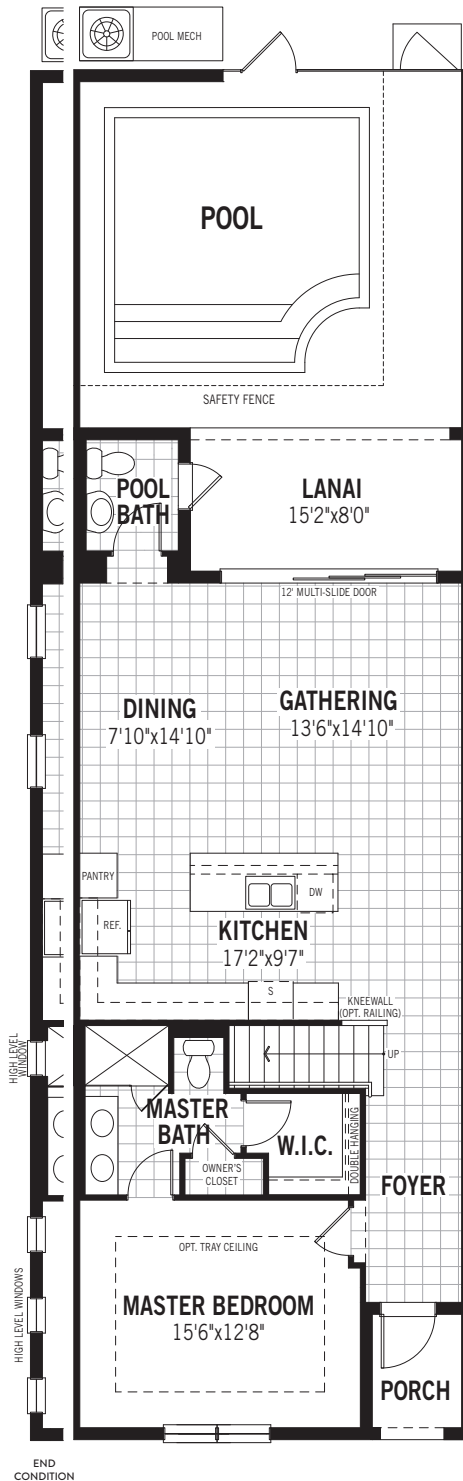 POOL MECH
POOL
SAFETY FENCE
POOL
BATH
LANAI
15'2"x8'0"
12' MULTI-SLIDE DOOR
DINING
7'10"x14'10"
GATHERING
13'6"x14'10"
PANTRY
REF.
DW
KITCHEN
17'2"x9'7"
S
KNEEWALL
(OPT. RAILING)
UP
HIGH LEVEL
WINDOW
MASTER
BATH
W.I.C.
DOUBLE HANGING
OWNER'S
CLOSET
FOYER
OPT. TRAY CEILING
MASTER BEDROOM
15'6"x12'8"
HIGH LEVEL WINDOWS
PORCH
END
CONDITION